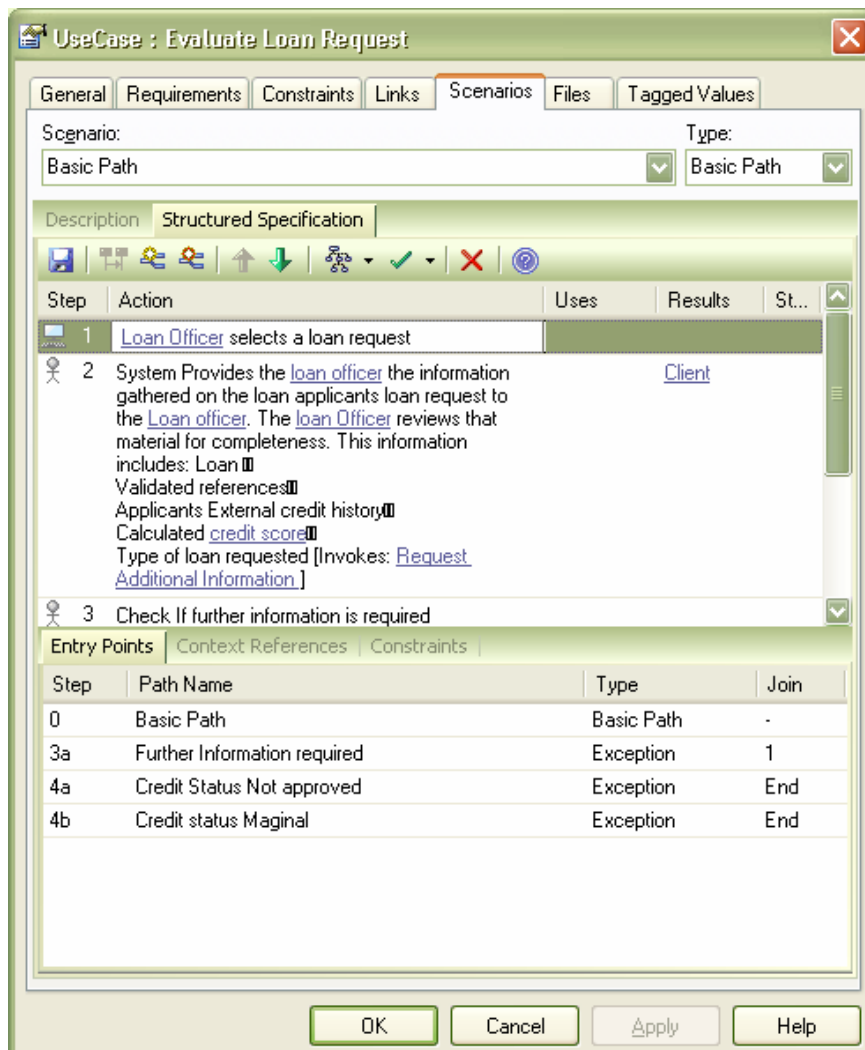 UseCase : Evaluate Loan Request
General Requirements Constraints Links Scenarios Files Tagged Values
Scenario: Type:
Basic Path Basic Path
Description Structured Specification
Step Action Uses Results St...
1 Loan Officer selects a loan request
2 System Provides the loan officer the information Client
gathered on the loan applicants loan request to
the Loan officer. The loan Officer reviews that
material for completeness. This information
includes: Loan
Validated references
Applicants External credit history
Calculated credit score
Type of loan requested [Invokes: Request
Additional Information ]
3 Check If further information is required
Entry Points Context References Constraints
Step Path Name Type Join
0 Basic Path Basic Path -
3a Further Information required Exception 1
4a Credit Status Not approved Exception End
4b Credit status Maginal Exception End
OK Cancel Apply Help